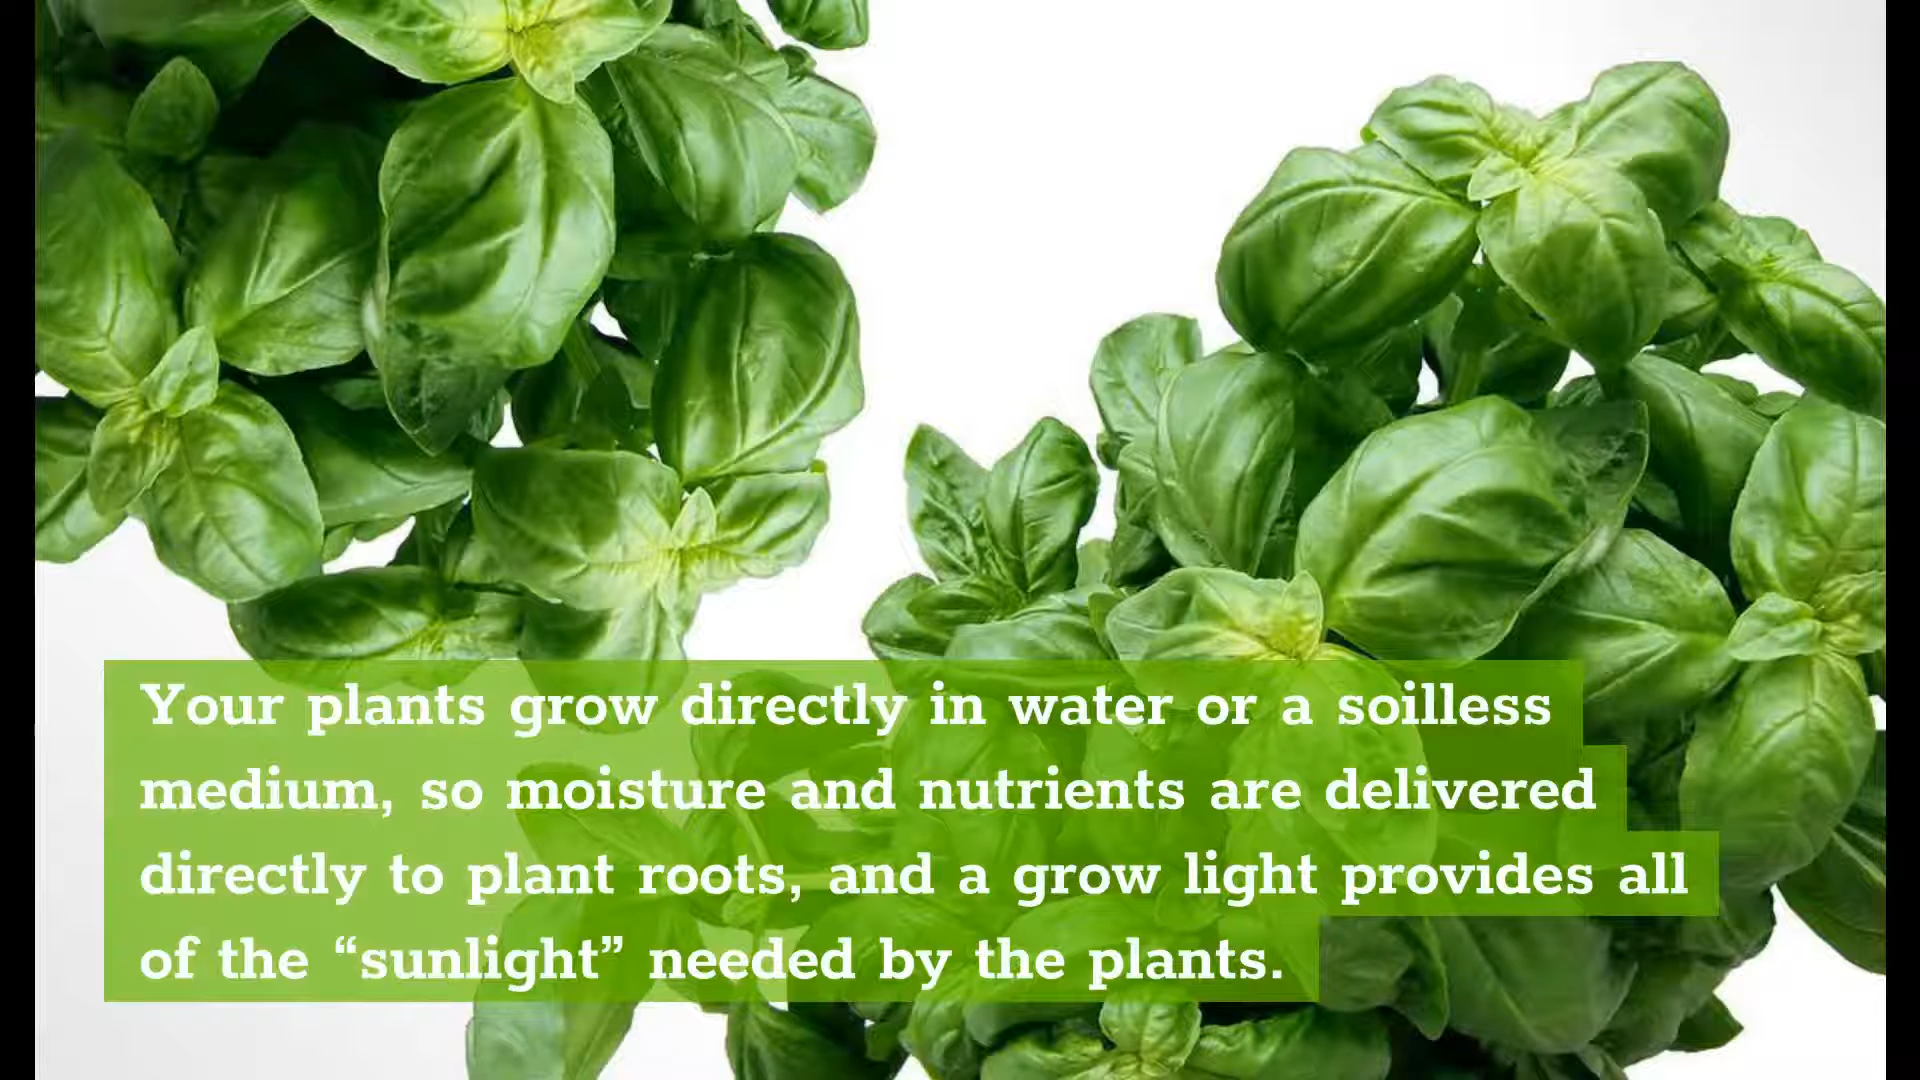 Your plants grow directly in water or a soilless
medium, so moisture and nutrients are delivered
directly to plant roots, and a grow light provides all
of the “sunlight” needed by the plants.